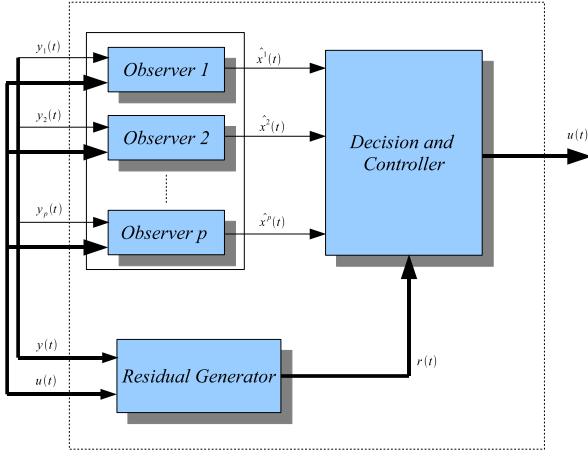 y₁(t)
Observer 1
x̂¹(t)
y₂(t)
Observer 2
x̂²(t)
Decision and
Controller
u(t)
yₚ(t)
Observer p
x̂ᵖ(t)
y(t)
u(t)
Residual Generator
r(t)